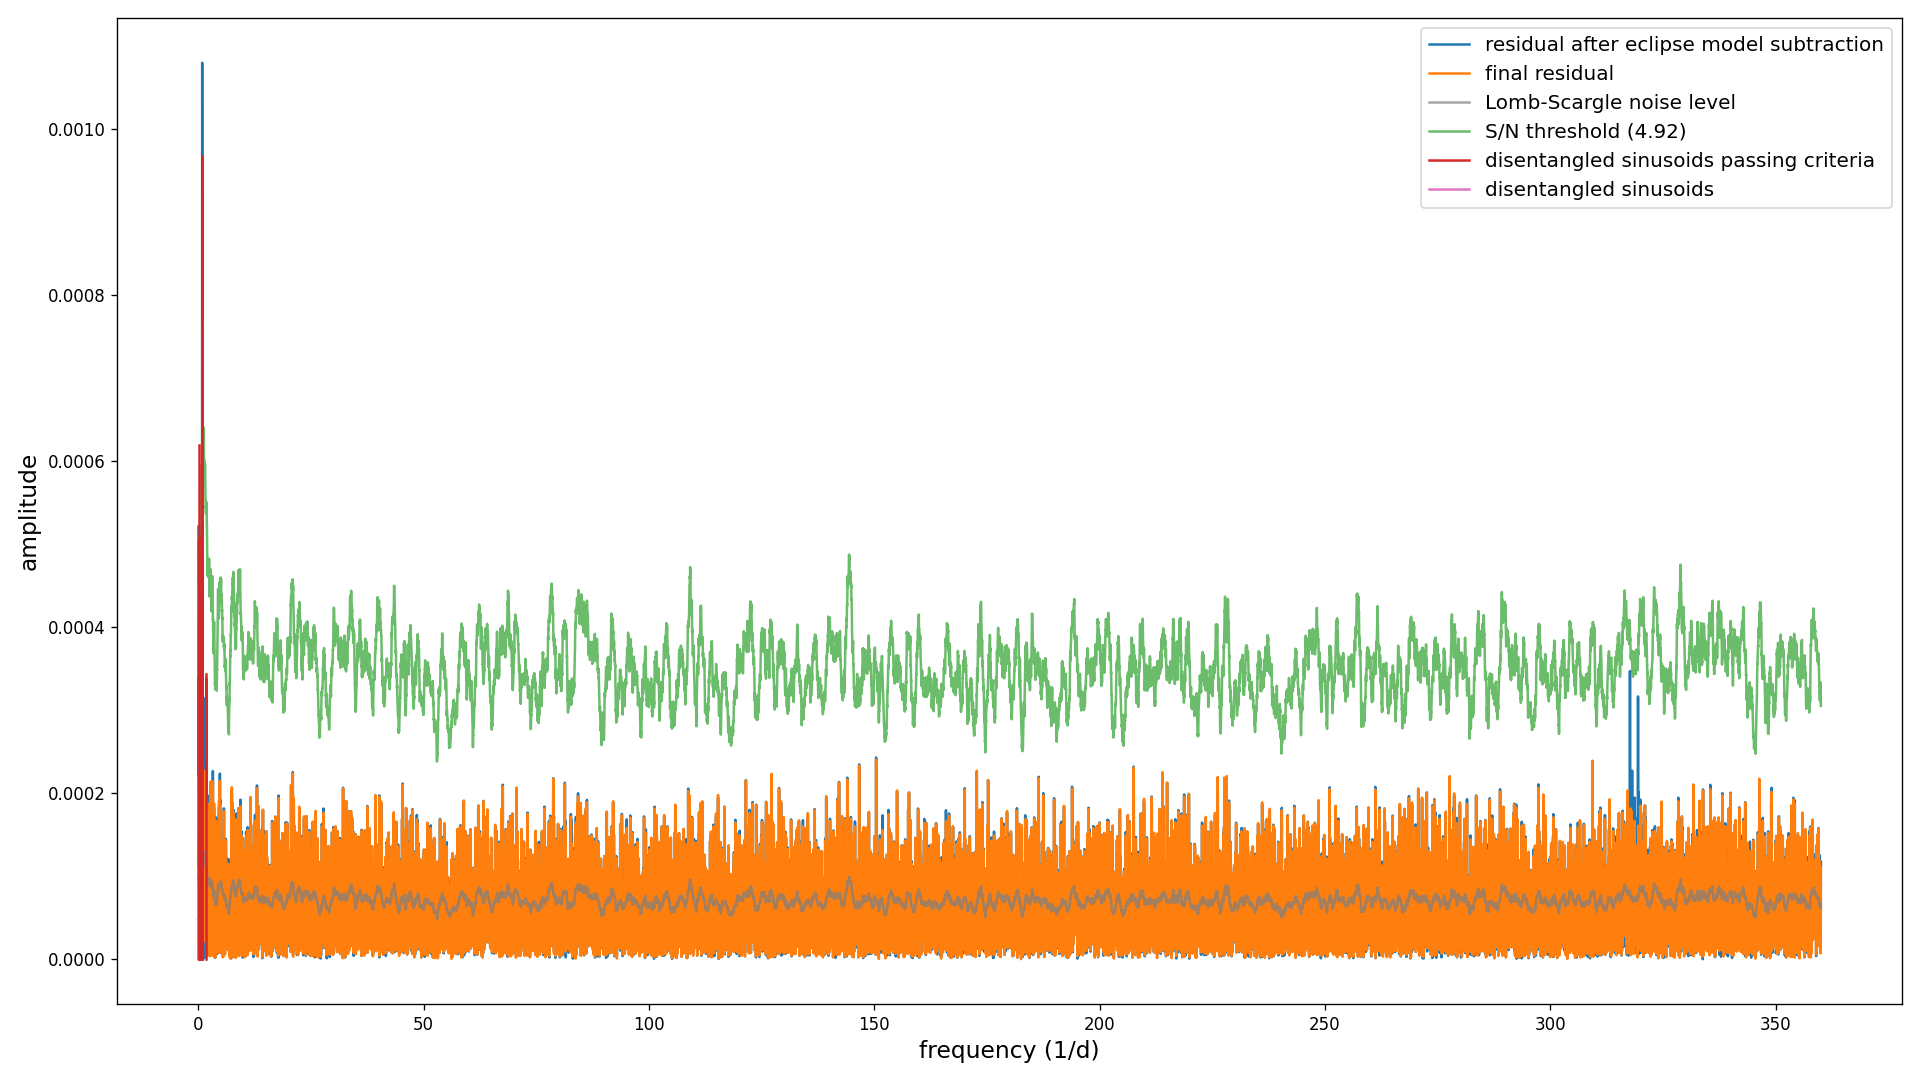 residual after eclipse model subtraction
final residual
Lomb-Scargle noise level
S/N threshold (4.92)
disentangled sinusoids passing criteria
disentangled sinusoids
0.0010
0.0008
0.0006
0.0004
0.0002
0.0000
amplitude
0 50 100 150 200 250 300 350
frequency (1/d)